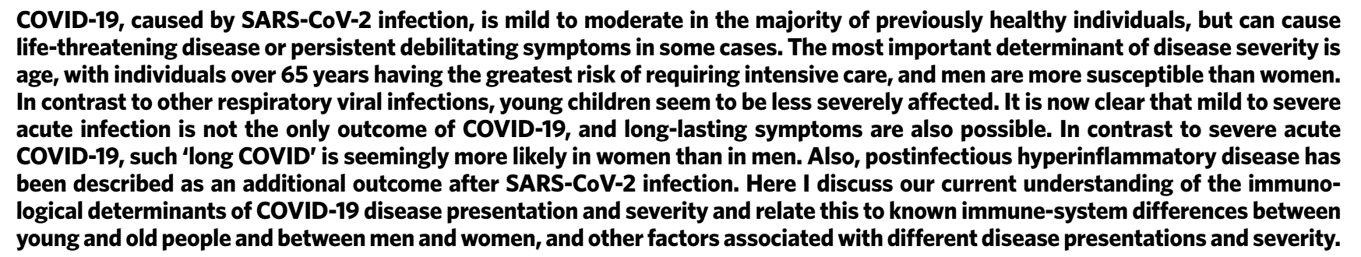 COVID-19, caused by SARS-CoV-2 infection, is mild to moderate in the majority of previously healthy individuals, but can cause
life-threatening disease or persistent debilitating symptoms in some cases. The most important determinant of disease severity is
age, with individuals over 65 years having the greatest risk of requiring intensive care, and men are more susceptible than women.
In contrast to other respiratory viral infections, young children seem to be less severely affected. It is now clear that mild to severe
acute infection is not the only outcome of COVID-19, and long-lasting symptoms are also possible. In contrast to severe acute
COVID-19, such ‘long COVID’ is seemingly more likely in women than in men. Also, postinfectious hyperinflammatory disease has
been described as an additional outcome after SARS-CoV-2 infection. Here I discuss our current understanding of the immuno-
logical determinants of COVID-19 disease presentation and severity and relate this to known immune-system differences between
young and old people and between men and women, and other factors associated with different disease presentations and severity.